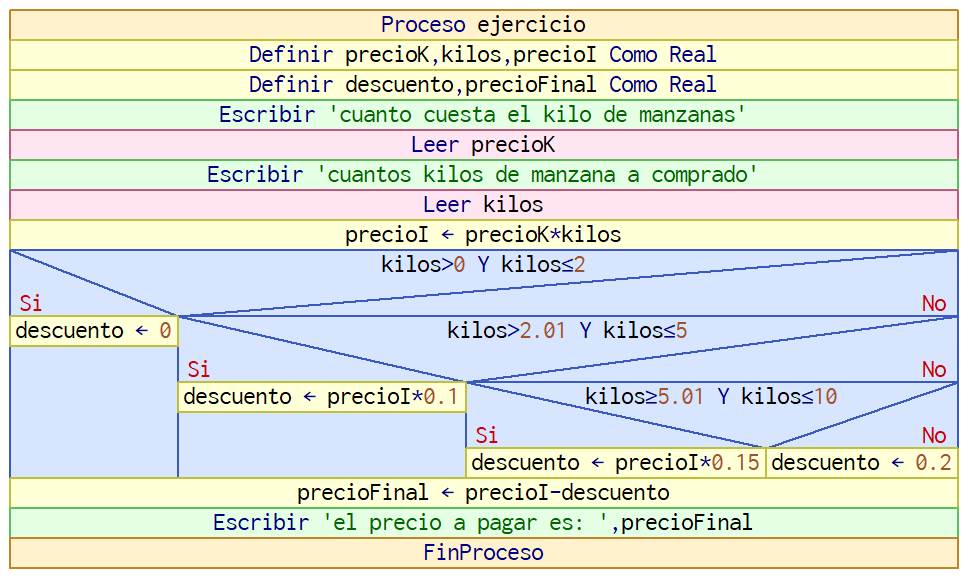 Proceso ejercicio
Definir precioK,kilos,precioI Como Real
Definir descuento,precioFinal Como Real
Escribir 'cuanto cuesta el kilo de manzanas'
Leer precioK
Escribir 'cuantos kilos de manzana a comprado'
Leer kilos
precioI ← precioK*kilos
kilos>0 Y kilos≤2
Si No
descuento ← 0
kilos>2.01 Y kilos≤5
Si No
descuento ← precioI*0.1
kilos≥5.01 Y kilos≤10
Si No
descuento ← precioI*0.15
descuento ← 0.2
precioFinal ← precioI-descuento
Escribir 'el precio a pagar es: ',precioFinal
FinProceso